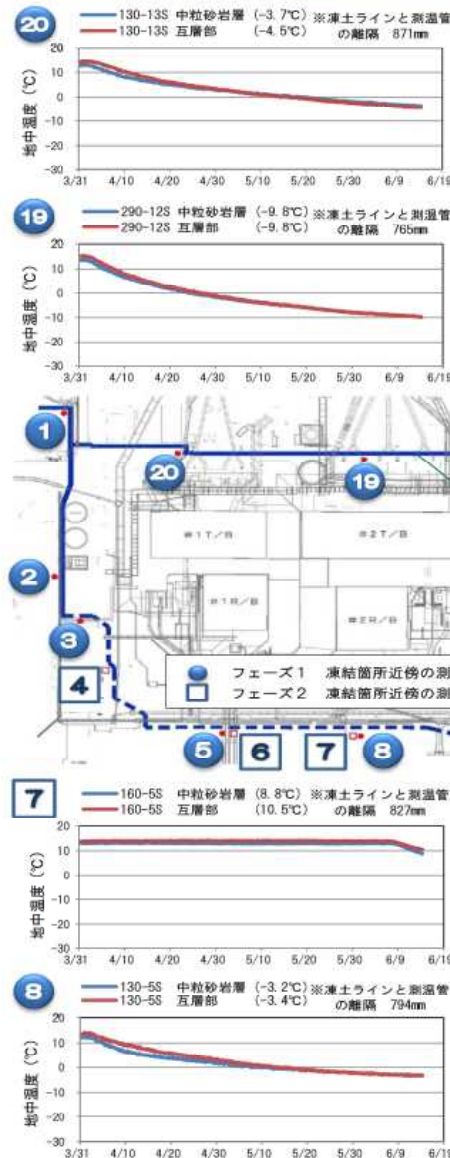 20
130-13S 中粒砂岩層 (-3.7℃) ※凍土ラインと測温管
130-13S 互層部 (-4.5℃) の離隔 871mm
地中温度 (℃)
20
10
0
-10
-20
-30
3/31 4/10 4/20 4/30 5/10 5/20 5/30 6/9 6/19
19
290-12S 中粒砂岩層 (-9.8℃) ※凍土ラインと測温管
290-12S 互層部 (-9.8℃) の離隔 765mm
地中温度 (℃)
20
10
0
-10
-20
-30
3/31 4/10 4/20 4/30 5/10 5/20 5/30 6/9 6/19
1
20
19
#1T/B
#2T/B
2
#1R/B
#2R/B
3
4
フェーズ1 凍結箇所近傍の測
フェーズ2 凍結箇所近傍の測
5
6
7
8
7
160-5S 中粒砂岩層 (8.8℃) ※凍土ラインと測温管
160-5S 互層部 (10.5℃) の離隔 827mm
地中温度 (℃)
20
10
0
-10
-20
-30
3/31 4/10 4/20 4/30 5/10 5/20 5/30 6/9 6/19
8
130-5S 中粒砂岩層 (-3.2℃) ※凍土ラインと測温管
130-5S 互層部 (-3.4℃) の離隔 794mm
地中温度 (℃)
20
10
0
-10
-20
-30
3/31 4/10 4/20 4/30 5/10 5/20 5/30 6/9 6/19